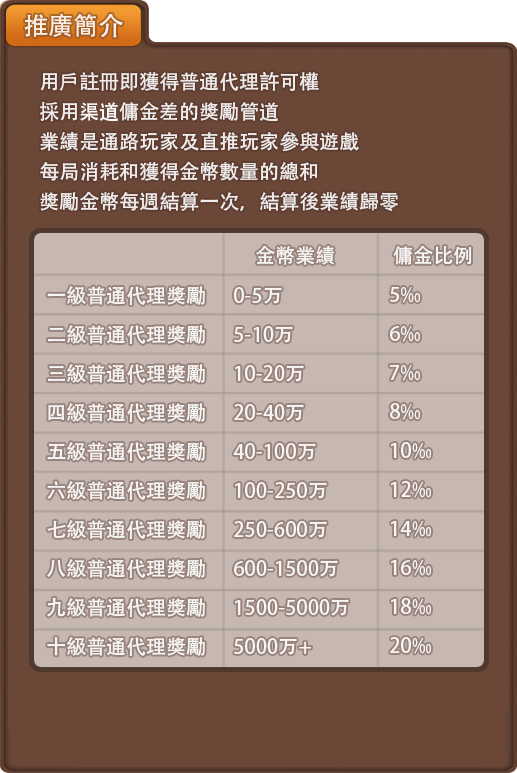 推廣簡介
用戶註冊即獲得普通代理許可權
採用渠道傭金差的獎勵管道
業績是通路玩家及直推玩家參與遊戲
每局消耗和獲得金幣數量的總和
獎勵金幣每週結算一次，結算後業績歸零
金幣業績 傭金比例
一級普通代理獎勵 0-5万 5‰
二級普通代理獎勵 5-10万 6‰
三級普通代理獎勵 10-20万 7‰
四級普通代理獎勵 20-40万 8‰
五級普通代理獎勵 40-100万 10‰
六級普通代理獎勵 100-250万 12‰
七級普通代理獎勵 250-600万 14‰
八級普通代理獎勵 600-1500万 16‰
九級普通代理獎勵 1500-5000万 18‰
十級普通代理獎勵 5000万+ 20‰